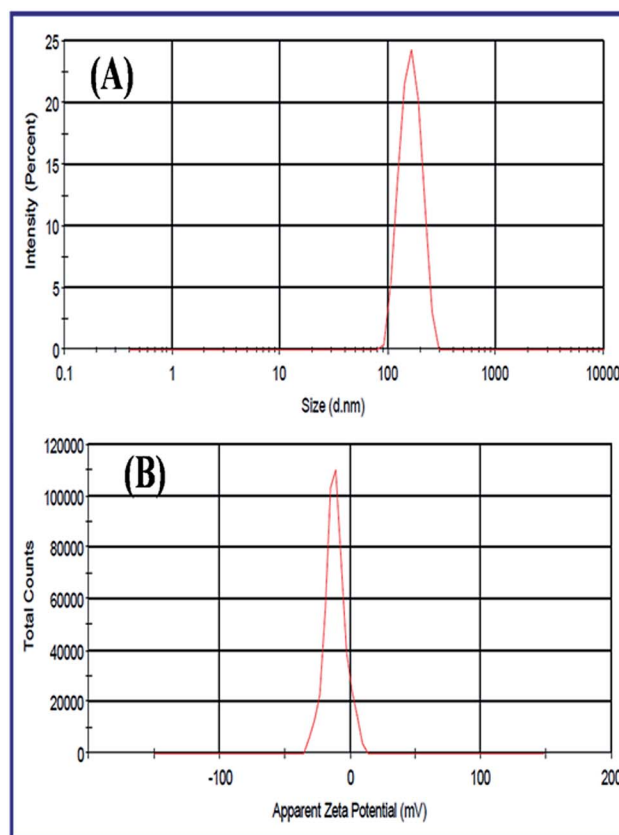 (A)
Intensity (Percent)
25
20
15
10
5
0
0.1 1 10 100 1000 10000
Size (d.nm)
(B)
Total Counts
120000
100000
80000
60000
40000
20000
0
-100 0 100 200
Apparent Zeta Potential (mV)